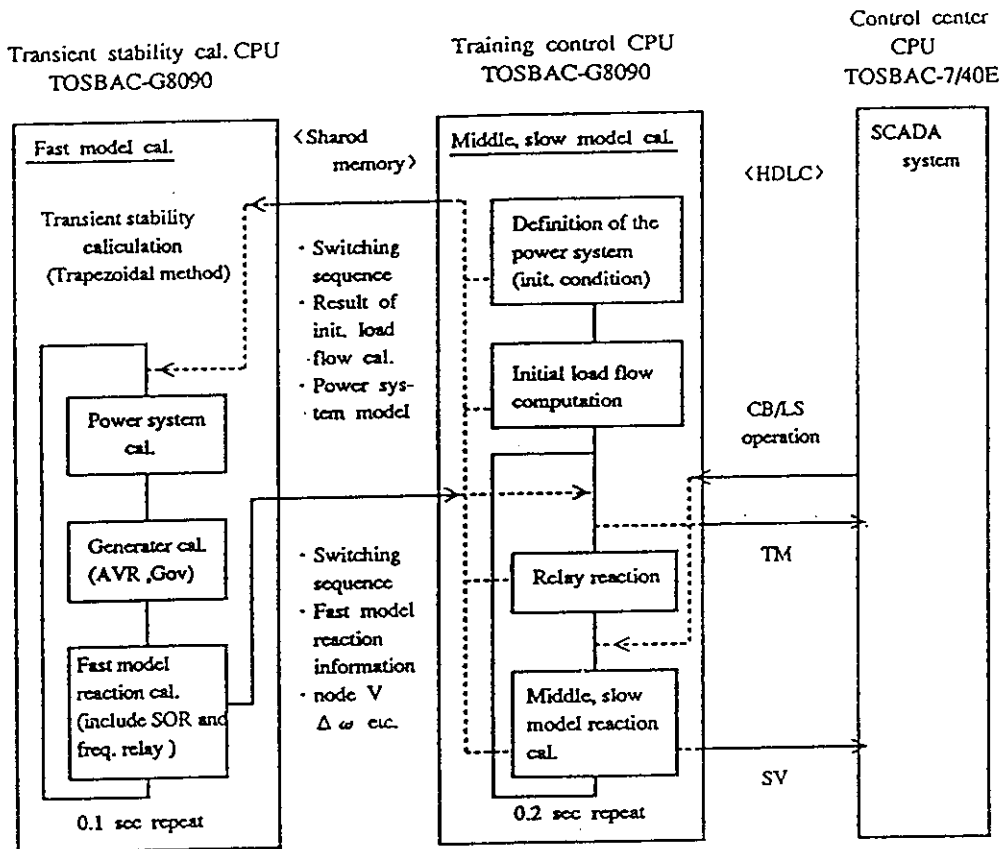 Transient stability cal. CPU
TOSBAC-G8090
Training control CPU
TOSBAC-G8090
Control center
CPU
TOSBAC-7/40E
Fast model cal.
Transient stability
caliculation
(Trapezoidal method)
Power system
cal.
Generater cal.
(AVR ,Gov)
Fast model
reaction cal.
(include SOR and
freq. relay )
0.1 sec repeat
<Sharod
memory>
· Switching
sequence
· Result of
init. load
flow cal.
· Power sys-
tem model
· Switching
sequence
· Fast model
reaction
information
· node V
Δ ω etc.
Middle, slow model cal.
Definition of the
power system
(init. condition)
Initial load flow
computation
Relay reaction
Middle, slow
model reaction
cal.
0.2 sec repeat
<HDLC>
CB/LS
operation
TM
SV
SCADA
system